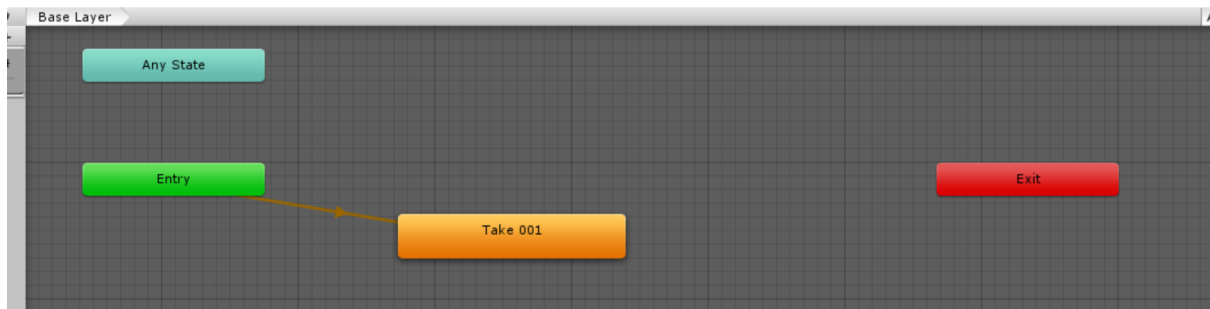 Base Layer
Any State
Entry
Exit
Take 001